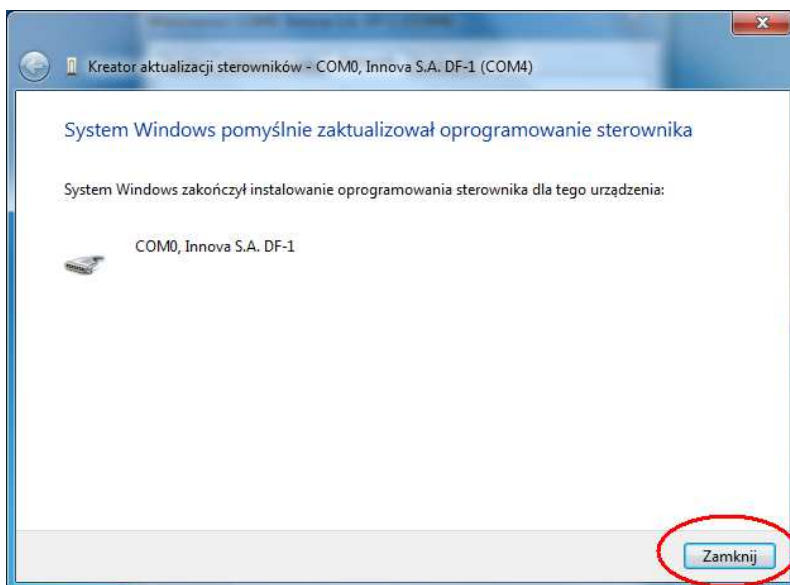 Kreator aktualizacji sterowników - COM0, Innova S.A. DF-1 (COM4)
System Windows pomyślnie zaktualizował oprogramowanie sterownika
System Windows zakończył instalowanie oprogramowania sterownika dla tego urządzenia:
COM0, Innova S.A. DF-1
Zamknij